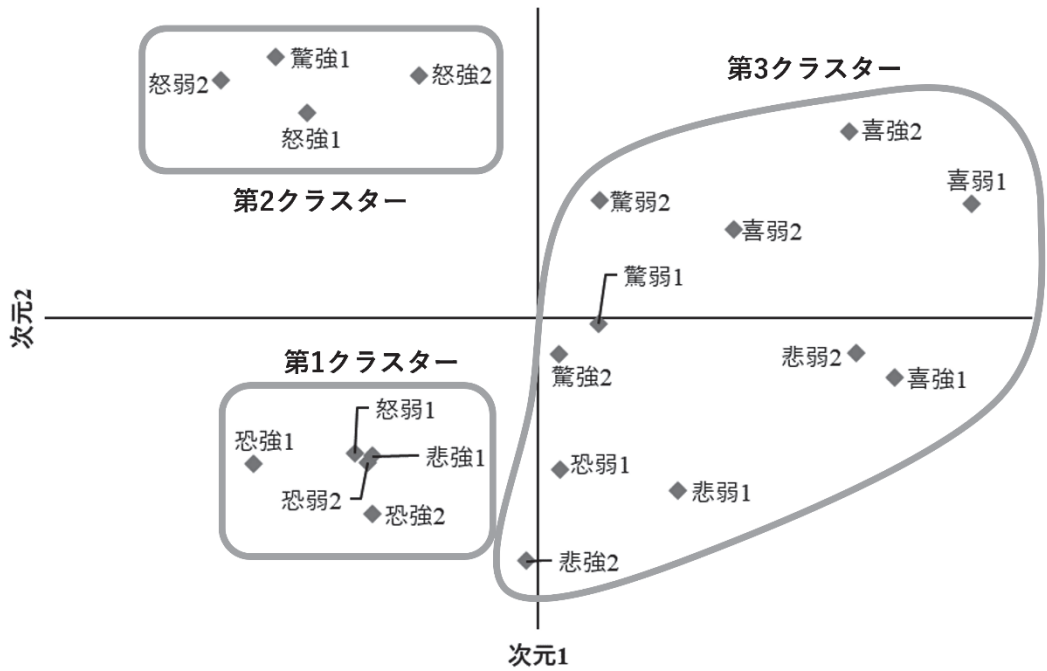 驚強1
怒弱2
怒強2
怒強1
第2クラスター
第3クラスター
喜強2
喜弱1
驚弱2
喜弱2
驚弱1
次元2
驚強2
悲弱2
喜強1
第1クラスター
怒弱1
恐強1
悲強1
恐弱2
恐強2
恐弱1
悲弱1
悲強2
次元1